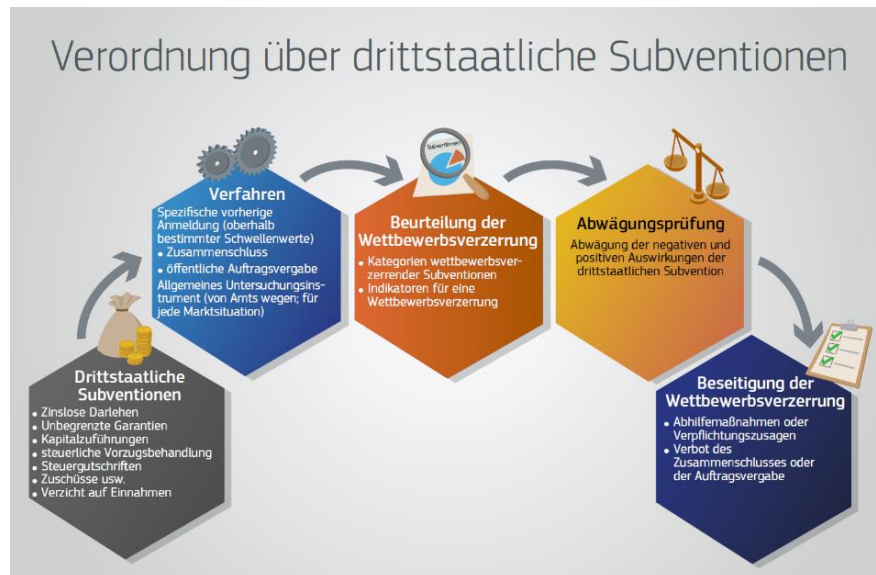 Verordnung über drittstaatliche Subventionen
Drittstaatliche
Subventionen
• Zinslose Darlehen
• Unbegrenzte Garantien
• Kapitalzuführungen
• steuerliche Vorzugsbehandlung
• Steuergutschriften
• Zuschüsse usw.
• Verzicht auf Einnahmen
Verfahren
Spezifische vorherige
Anmeldung (oberhalb
bestimmter Schwellenwerte)
• Zusammenschluss
• öffentliche Auftragsvergabe
Allgemeines Untersuchungsins-
trument (von Amts wegen; für
jede Marktsituation)
Subventionen
Beurteilung der
Wettbewerbsverzerrung
• Kategorien wettbewerbsver-
zerrender Subventionen
• Indikatoren für eine
Wettbewerbsverzerrung
Abwägungsprüfung
Abwägung der negativen und
positiven Auswirkungen der
drittstaatlichen Subvention
Beseitigung der
Wettbewerbsverzerrung
• Abhilfemaßnahmen oder
Verpflichtungszusagen
• Verbot des
Zusammenschlusses oder
der Auftragsvergabe